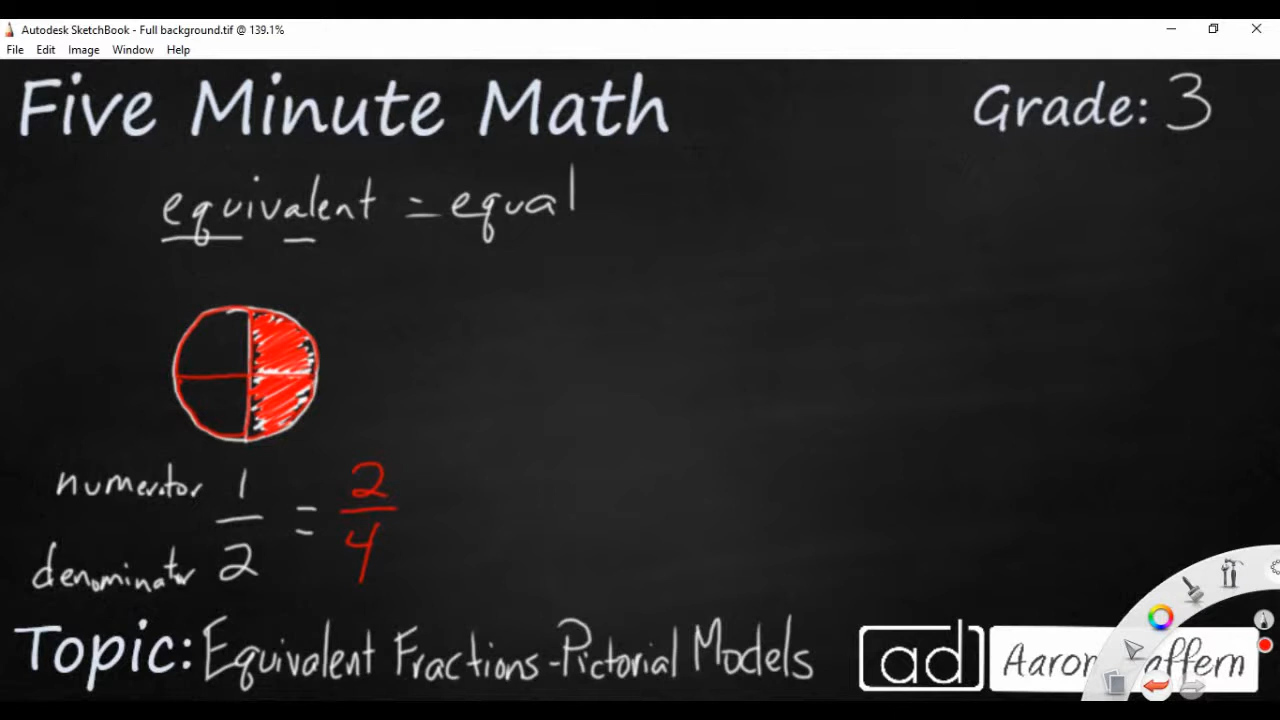 Autodesk SketchBook - Full background.tif @ 139.1%
File Edit Image Window Help
Five Minute Math
Grade: 3
equivalent = equal
numerator 1 = 2
denominator 2 4
Topic: Equivalent Fractions - Pictorial Models
ad Aaron